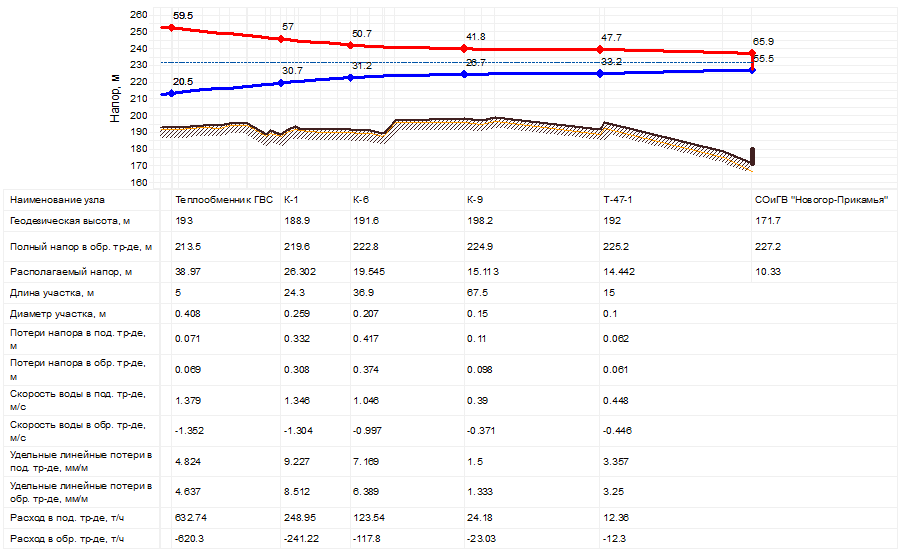 Напор, м
260
250
240
230
220
210
200
190
180
170
160
59.5
57
50.7
41.8
47.7
65.9
20.5
30.7
31.2
26.7
33.2
55.5
Наименование узла Теплообменник ГВС К-1 К-6 К-9 Т-47-1 СОиГВ "Новогор-Прикамья"
Геодезическая высота, м 193 188.9 191.6 198.2 192 171.7
Полный напор в обр. тр-де, м 213.5 219.6 222.8 224.9 225.2 227.2
Располагаемый напор, м 38.97 26.302 19.545 15.113 14.442 10.33
Длина участка, м 5 24.3 36.9 67.5 15
Диаметр участка, м 0.408 0.259 0.207 0.15 0.1
Потери напора в под. тр-де,
м 0.071 0.332 0.417 0.11 0.062
Потери напора в обр. тр-де,
м 0.069 0.308 0.374 0.098 0.061
Скорость воды в под. тр-де,
м/с 1.379 1.346 1.046 0.39 0.448
Скорость воды в обр. тр-де,
м/с -1.352 -1.304 -0.997 -0.371 -0.446
Удельные линейные потери в
под. тр-де, мм/м 4.824 9.227 7.169 1.5 3.357
Удельные линейные потери в
обр. тр-де, мм/м 4.637 8.512 6.389 1.333 3.25
Расход в под. тр-де, т/ч 632.74 248.95 123.54 24.18 12.36
Расход в обр. тр-де, т/ч -620.3 -241.22 -117.8 -23.03 -12.3